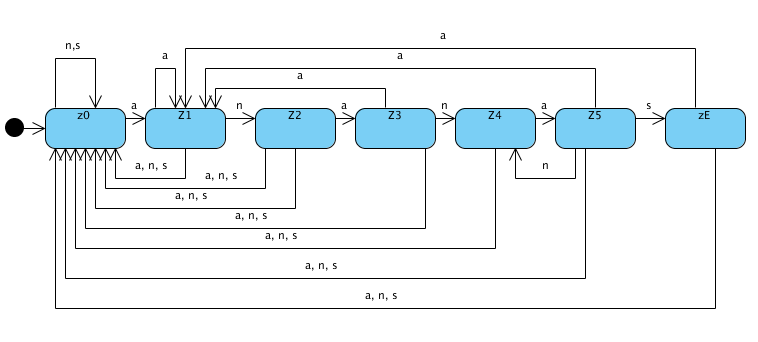 a
n,s
a
a
a
a
n
a
n
a
s
z0
Z1
Z2
Z3
Z4
Z5
zE
a, n, s
n
a, n, s
a, n, s
a, n, s
a, n, s
a, n, s
a, n, s